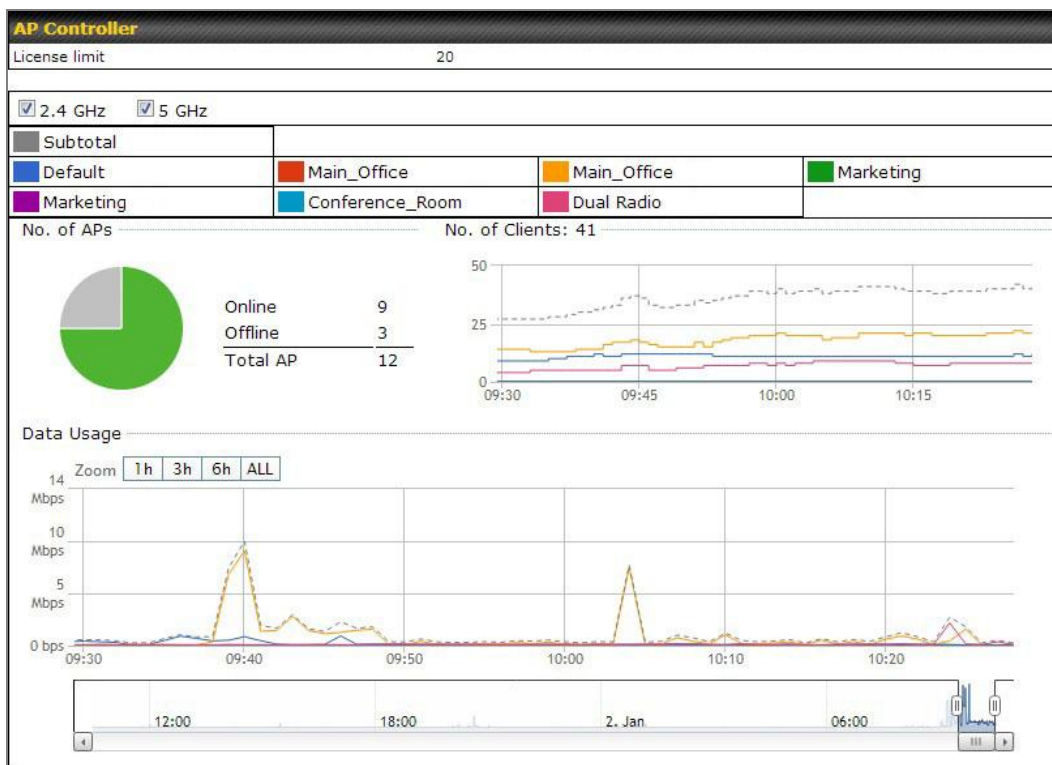 AP Controller
License limit 20
2.4 GHz 5 GHz
Subtotal
Default Main_Office Main_Office Marketing
Marketing Conference_Room Dual Radio
No. of APs No. of Clients: 41
Online 9
Offline 3
Total AP 12
50
25
0
09:30 09:45 10:00 10:15
Data Usage
Zoom 1h 3h 6h ALL
14
Mbps
10
Mbps
5
Mbps
0 bps
09:30 09:40 09:50 10:00 10:10 10:20
12:00 18:00 2. Jan 06:00